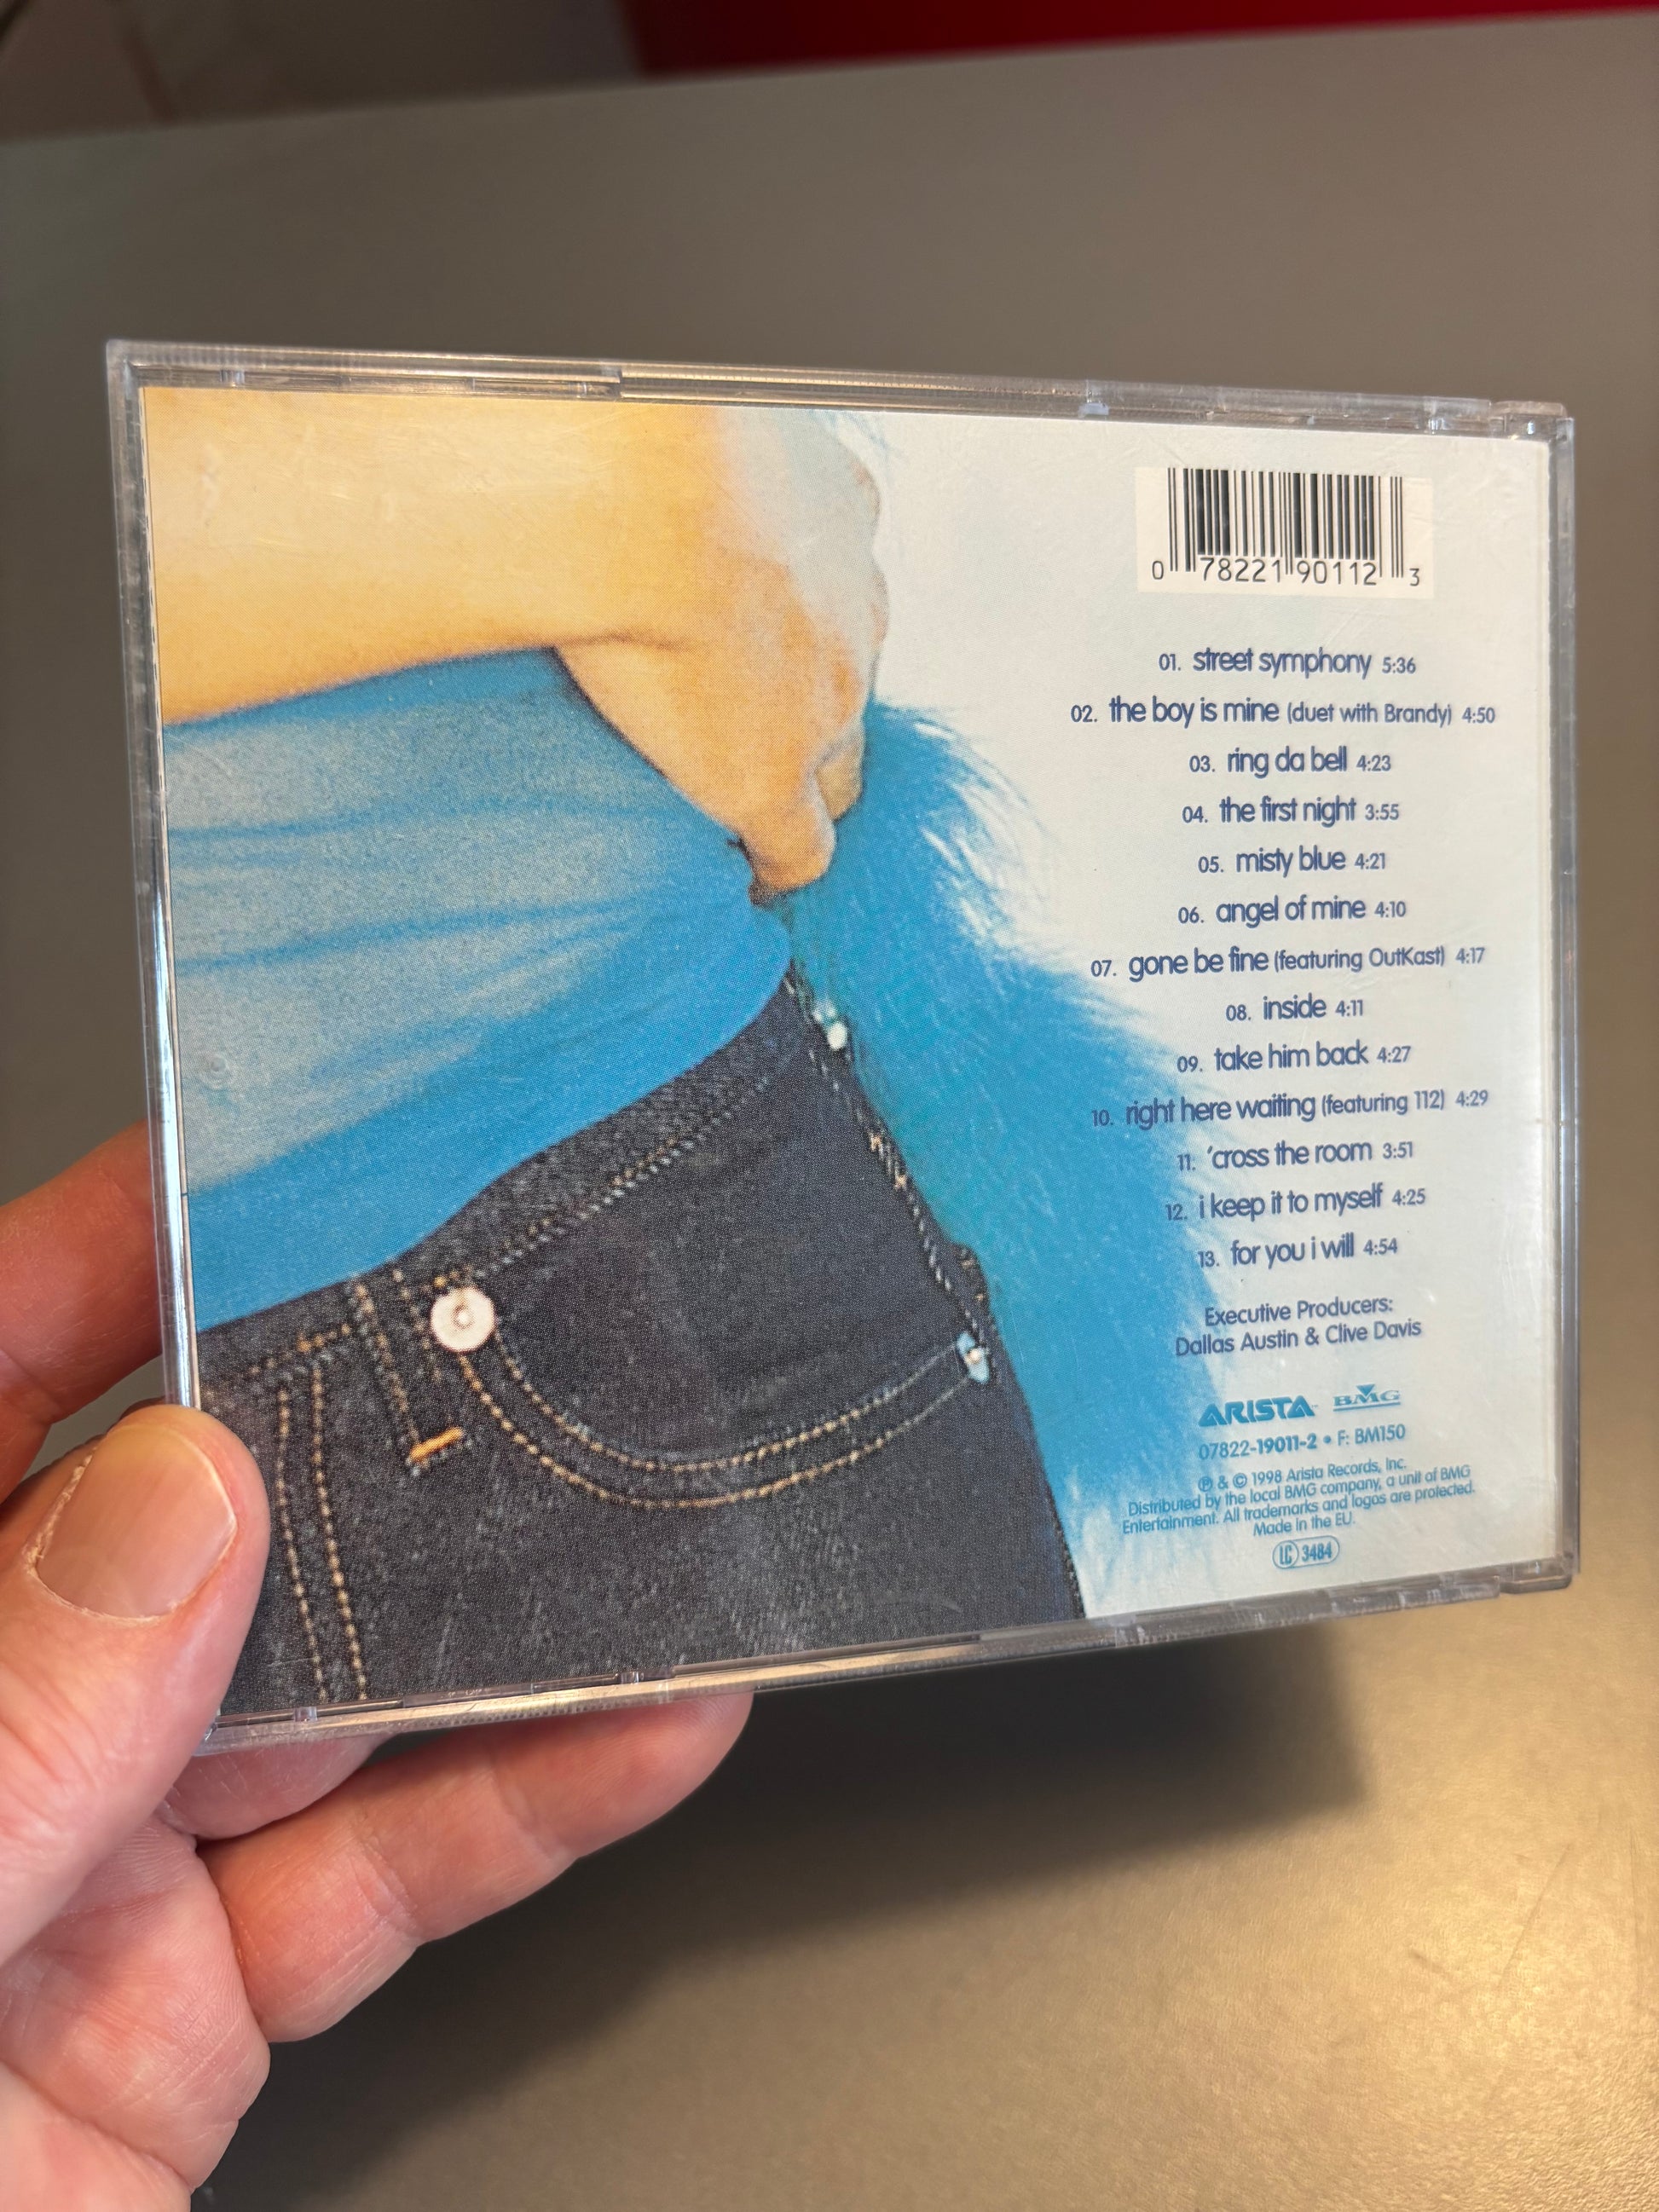 0 78221 90112 3
01. street symphony 5:36
02. the boy is mine (duet with Brandy) 4:50
03. ring da bell 4:23
04. the first night 3:55
05. misty blue 4:21
06. angel of mine 4:10
07. gone be fine (featuring OutKast) 4:17
08. inside 4:11
09. take him back 4:27
10. right here waiting (featuring 112) 4:29
11. 'cross the room 3:51
12. i keep it to myself 4:25
13. for you i will 4:54
Executive Producers:
Dallas Austin & Clive Davis
ARISTA BMG
07822-19011-2 • F: BM150
℗ & © 1998 Arista Records, Inc.
Distributed by the local BMG company, a unit of BMG
Entertainment. All trademarks and logos are protected.
Made in the EU.
LC 3484